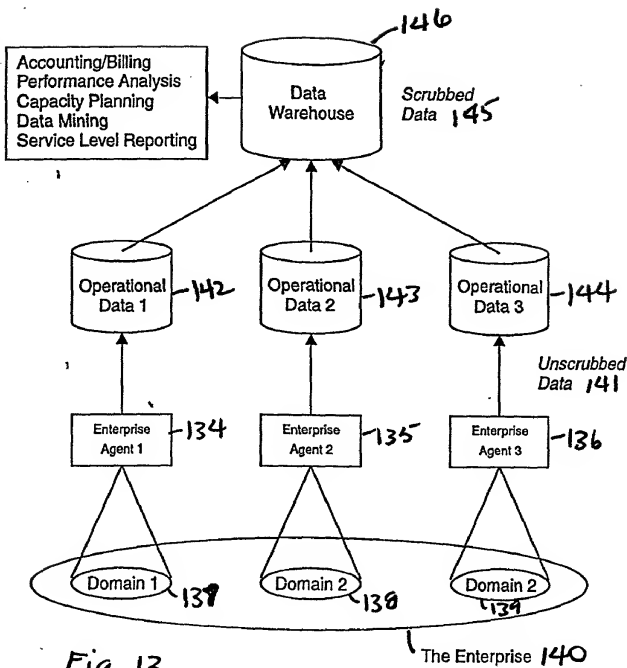 146
Accounting/Billing
Performance Analysis
Capacity Planning
Data Mining
Service Level Reporting
Data
Warehouse
Scrubbed
Data 145
Operational
Data 1
142
Operational
Data 2
143
Operational
Data 3
144
Unscrubbed
Data 141
Enterprise
Agent 1
134
Enterprise
Agent 2
135
Enterprise
Agent 3
136
Domain 1
Domain 2
138
Domain 2
139
The Enterprise 140